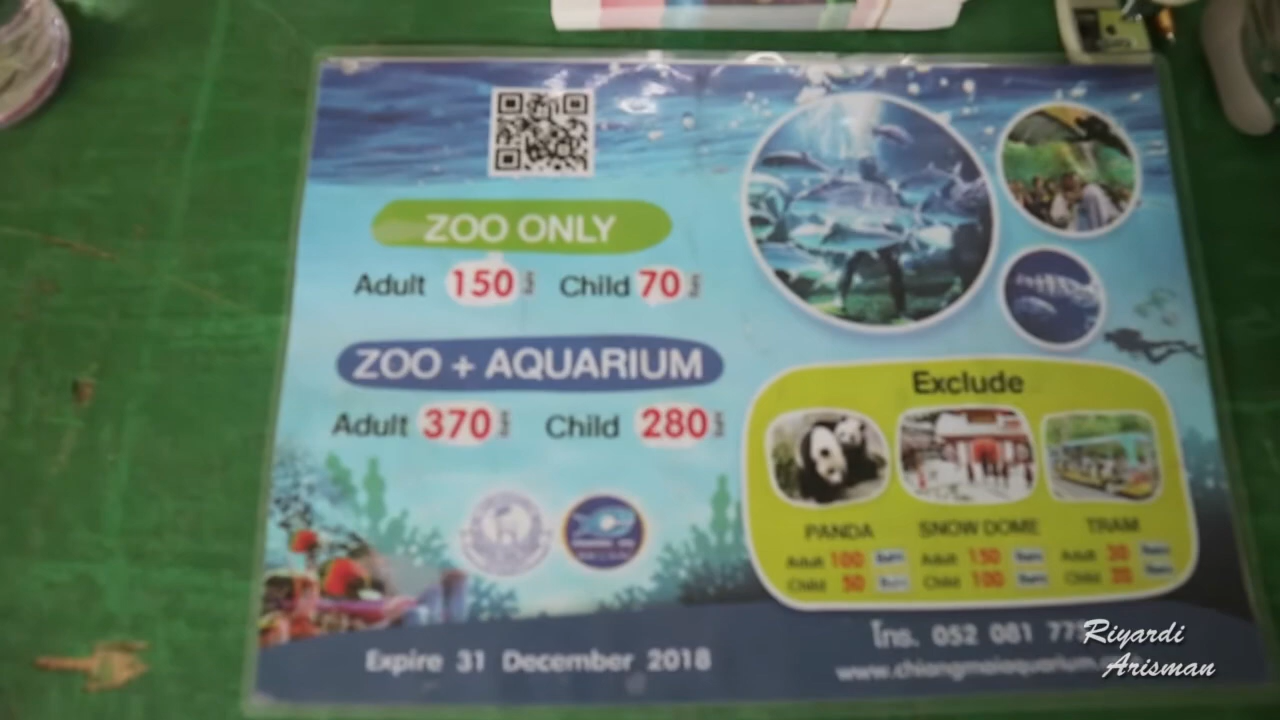 ZOO ONLY
Adult 150 Child 70
ZOO + AQUARIUM
Adult 370 Child 280
Exclude
PANDA SNOW DOME TRAM
Adult 100 Adult 150 Adult 30
Child 50 Child 100 Child 20
Expire 31 December 2018
โทร. 052 081
Riyardi
Arisman